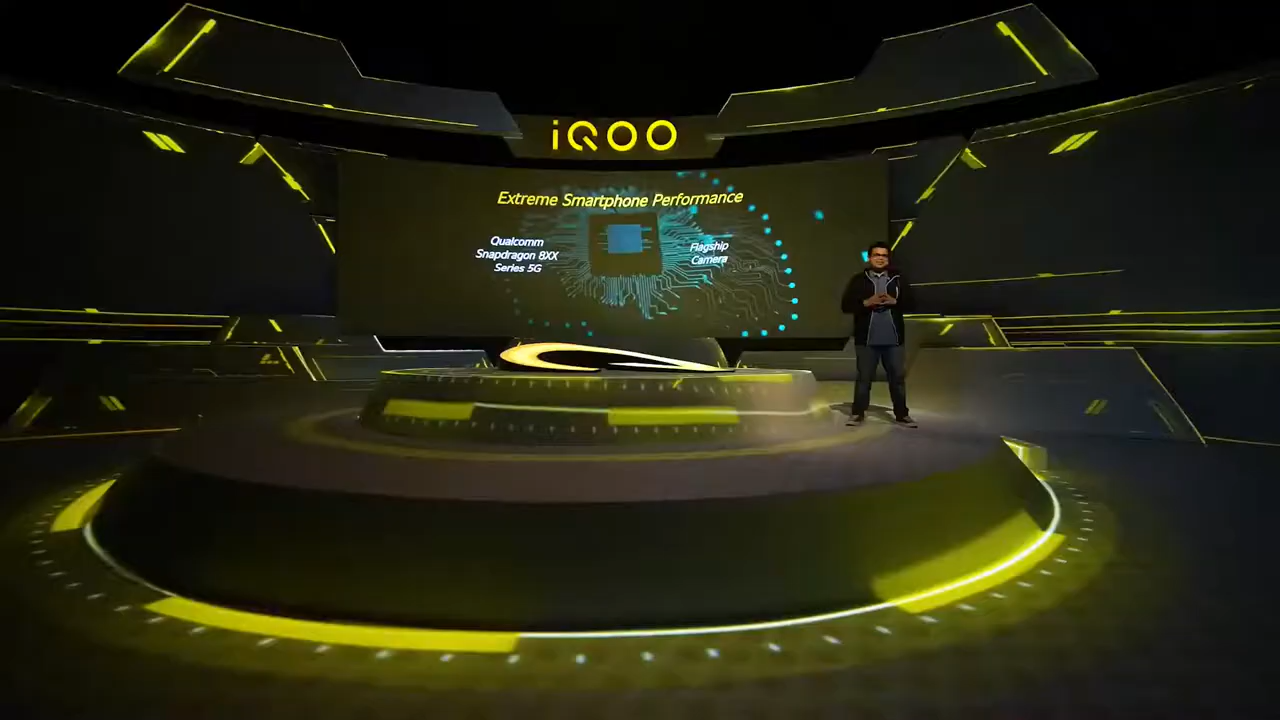 iQOO
Extreme Smartphone Performance
Qualcomm
Snapdragon 8XX
Series 5G
Flagship
Camera